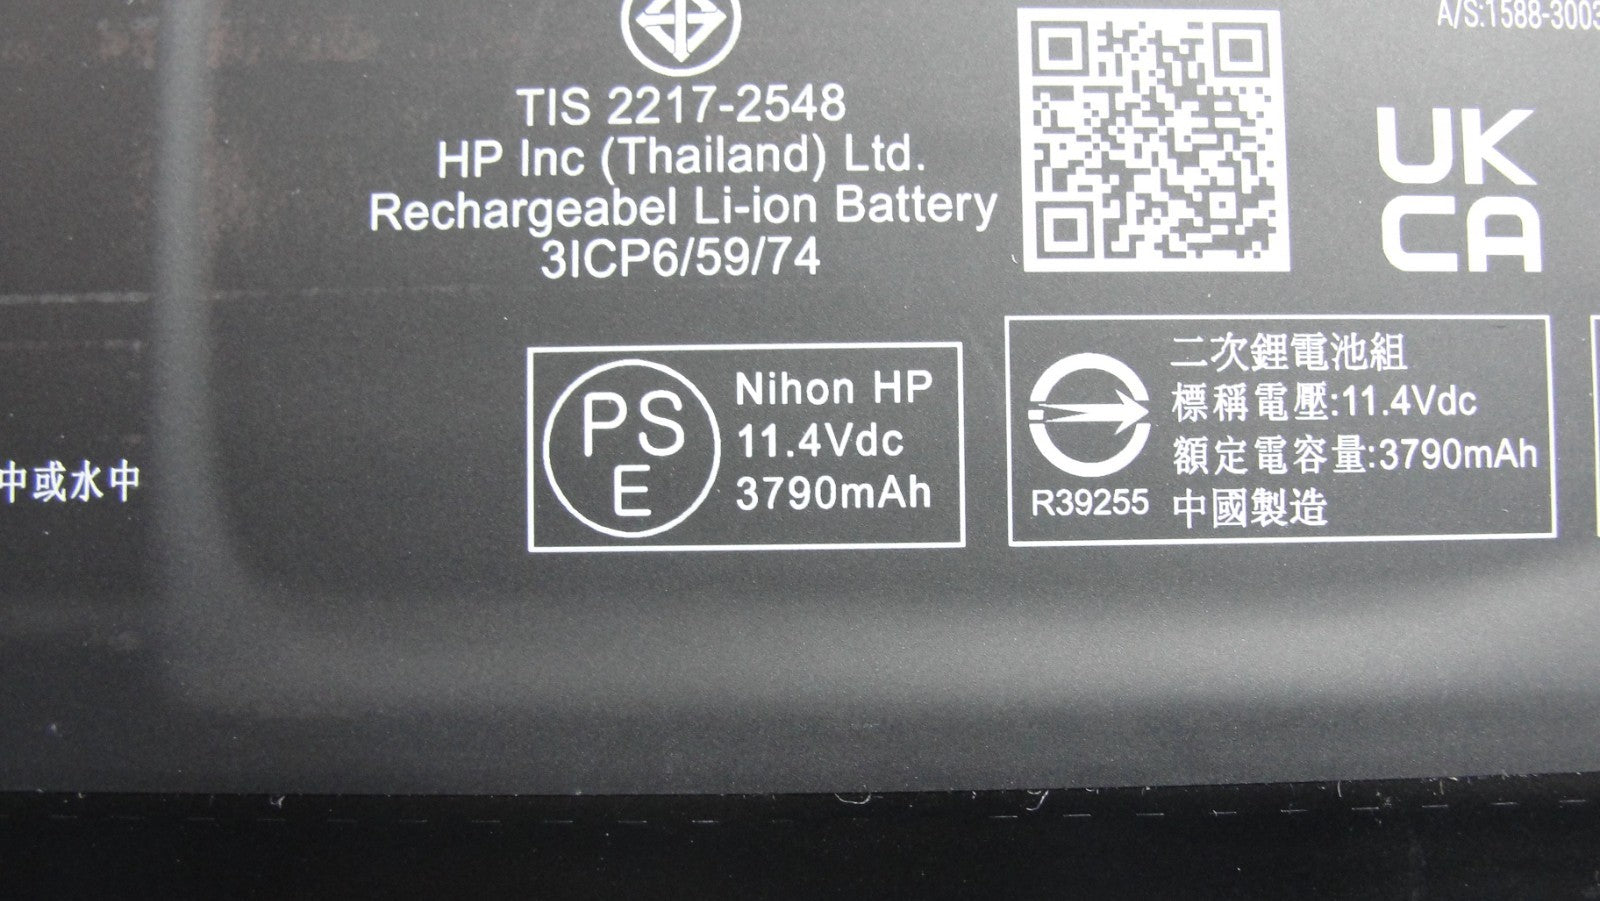 A/S:1588-3003
TIS 2217-2548
HP Inc (Thailand) Ltd.
Rechargeabel Li-ion Battery
3ICP6/59/74
UK
CA
中或水中
PS
E
Nihon HP
11.4Vdc
3790mAh
R39255
二次鋰電池組
標稱電壓:11.4Vdc
額定電容量:3790mAh
中國製造